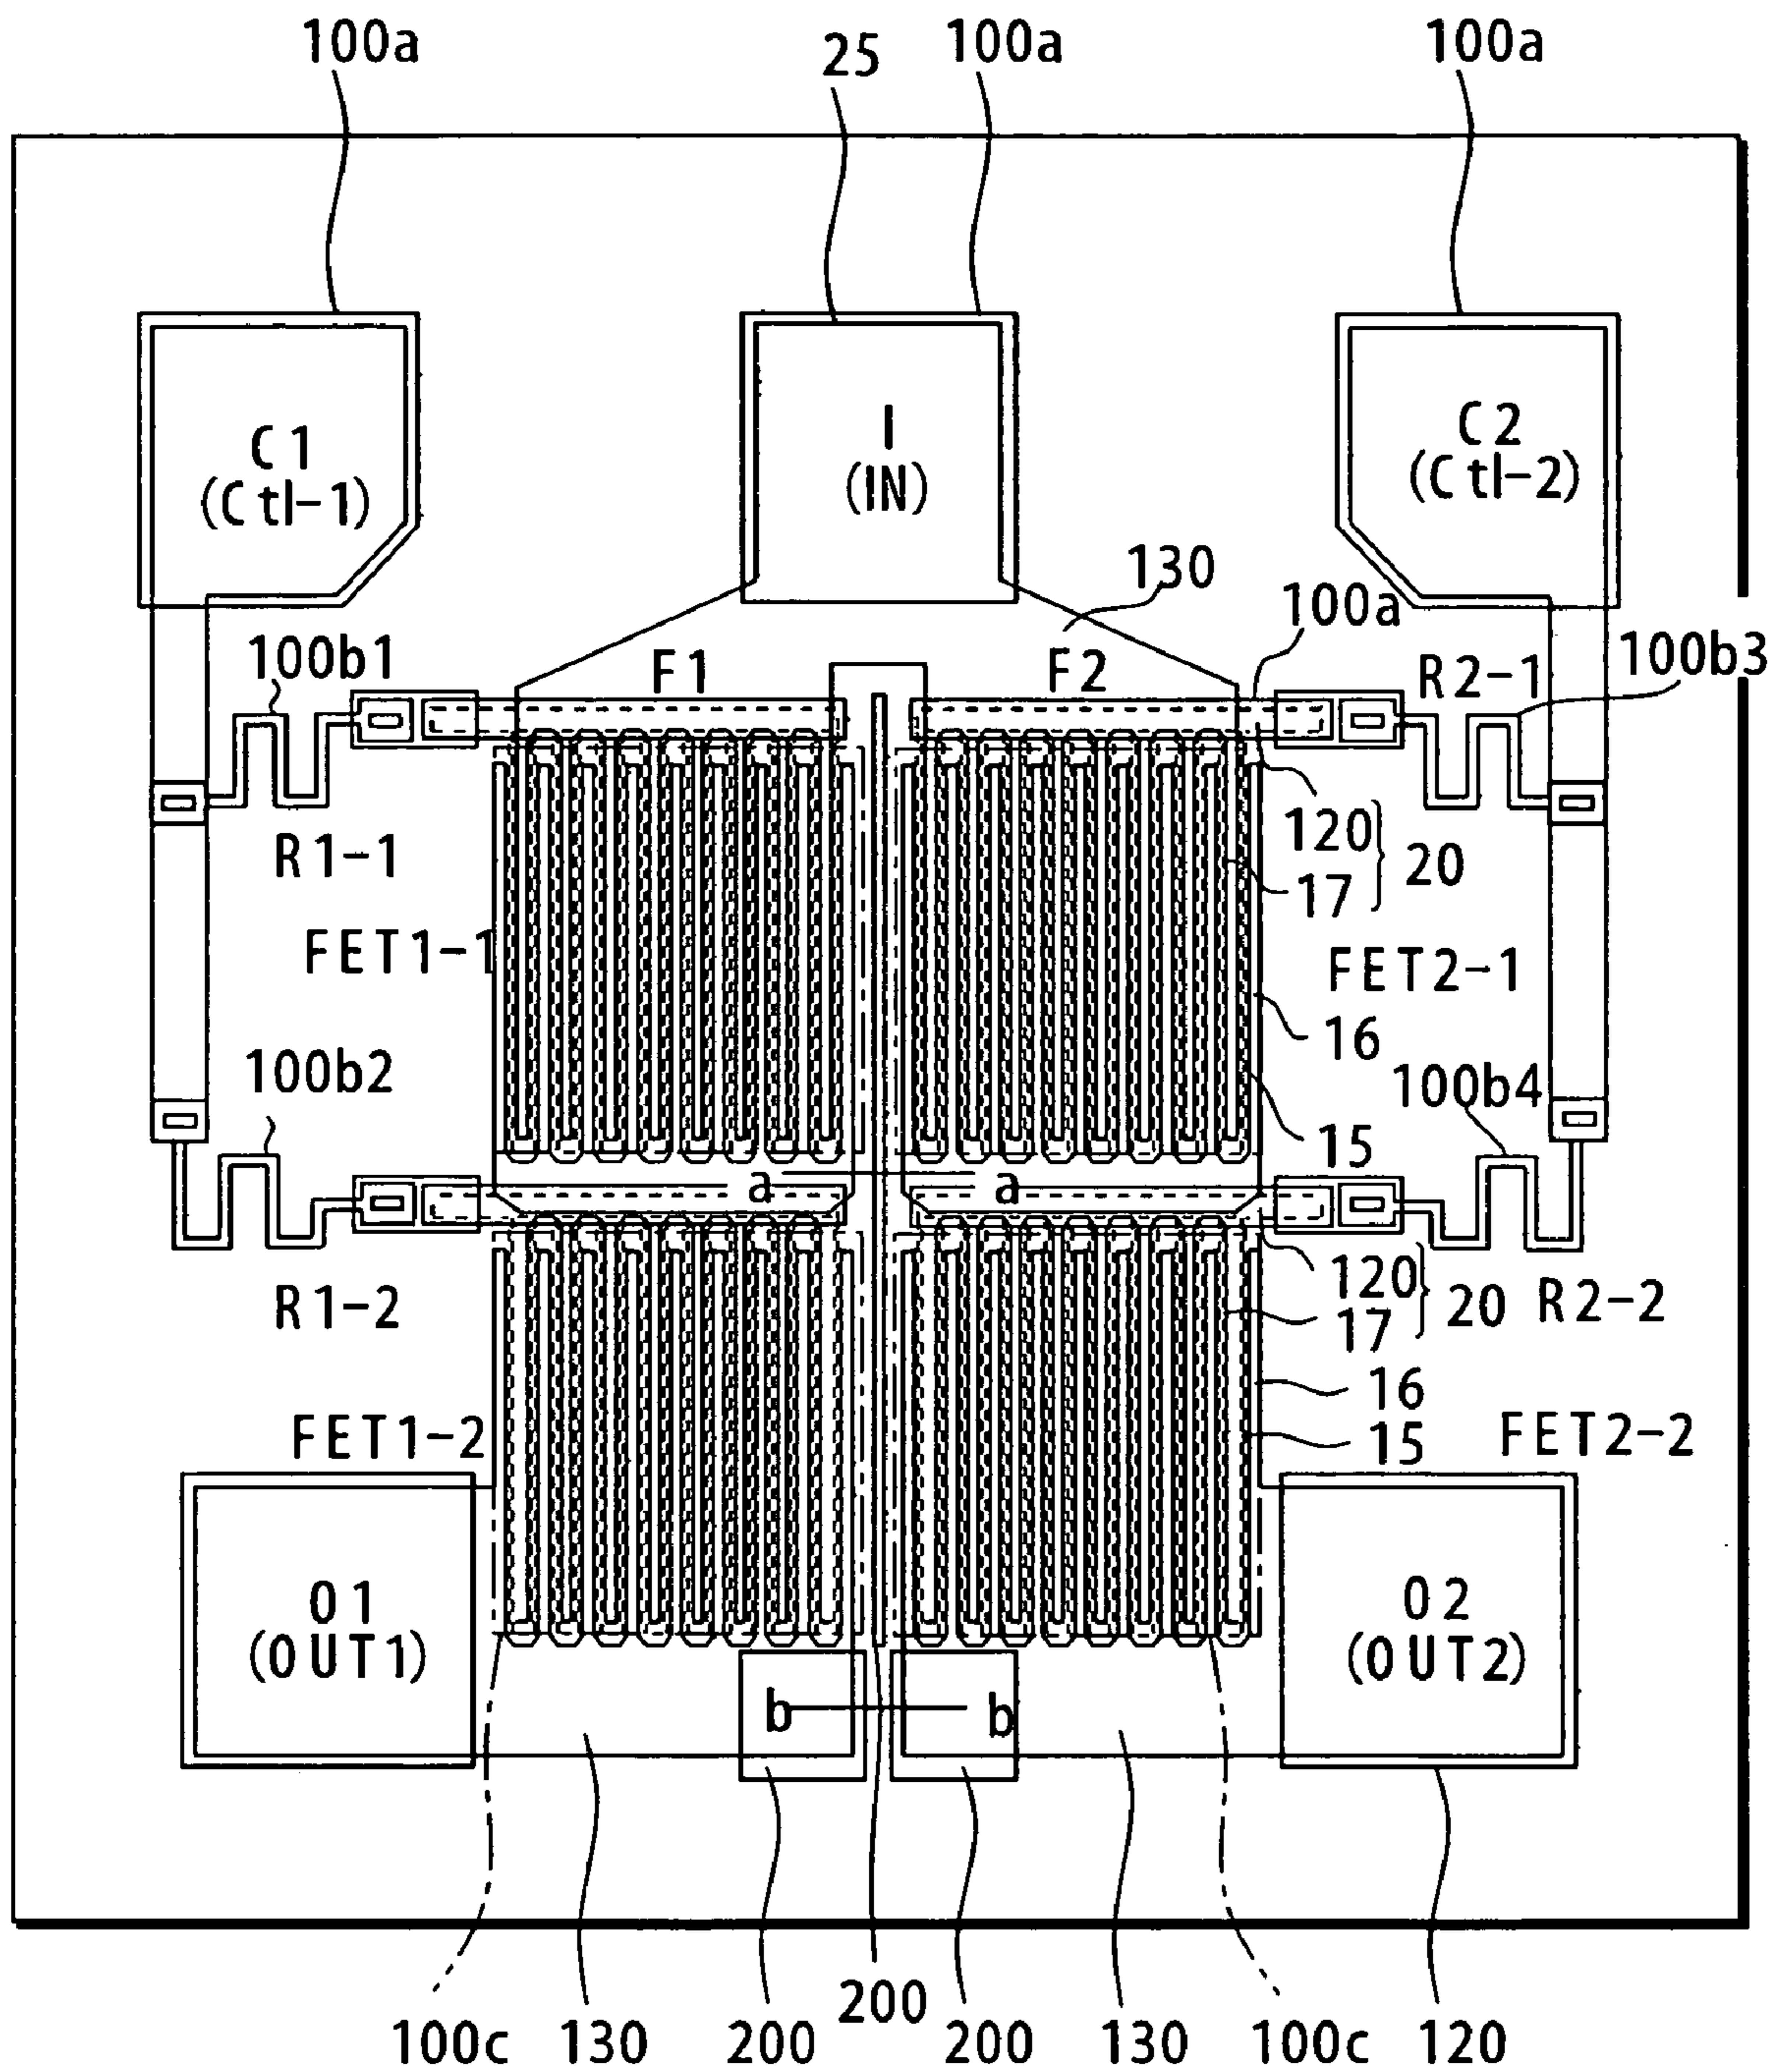 100a
25
100a
100a
C1
(Ctl-1)
I
(IN)
C2
(Ctl-2)
130
100a
100b1
F1
F2
R2-1
100b3
R1-1
120
17
20
FET1-1
FET2-1
16
100b2
100b4
15
a
a
R1-2
120
17
20
R2-2
16
FET1-2
15
FET2-2
O1
(OUT1)
O2
(OUT2)
b
b
200
100c
130
200
200
130
100c
120